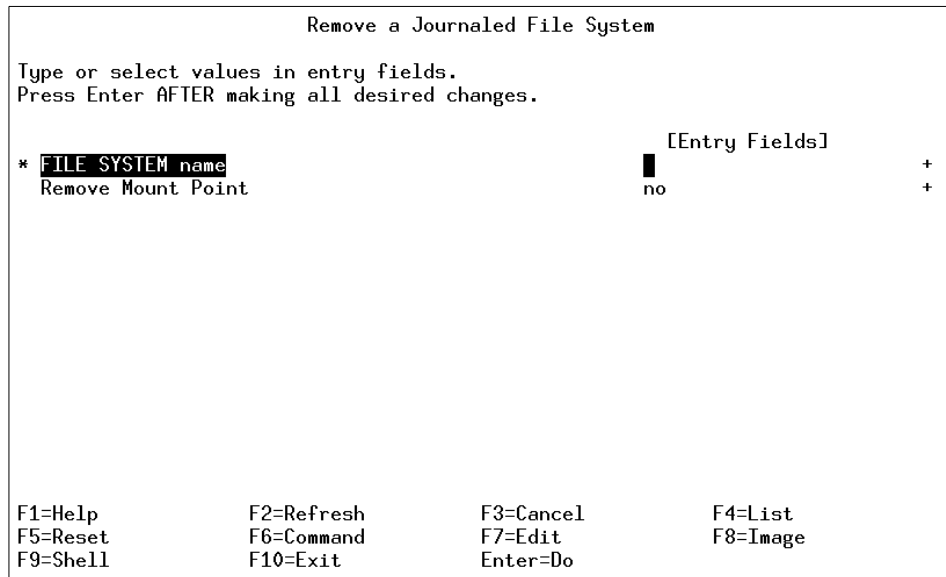 Remove a Journaled File System
Type or select values in entry fields.
Press Enter AFTER making all desired changes.
[Entry Fields]
* FILE SYSTEM name +
Remove Mount Point no +
F1=Help F2=Refresh F3=Cancel F4=List
F5=Reset F6=Command F7=Edit F8=Image
F9=Shell F10=Exit Enter=Do